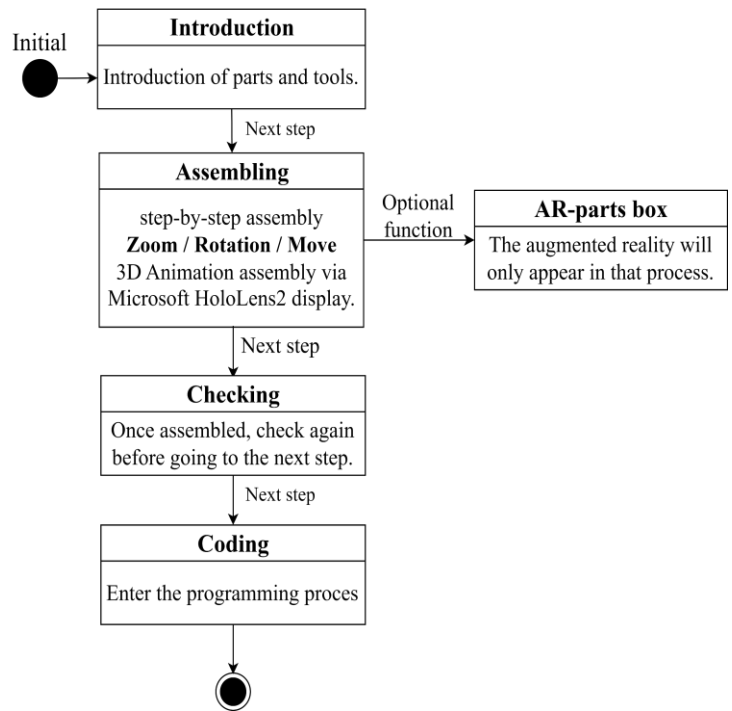 Initial
Introduction
Introduction of parts and tools.
Next step
Assembling
step-by-step assembly
Zoom / Rotation / Move
3D Animation assembly via
Microsoft HoloLens2 display.
Optional
function
AR-parts box
The augmented reality will
only appear in that process.
Next step
Checking
Once assembled, check again
before going to the next step.
Next step
Coding
Enter the programming proces